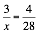 3/x = 4/28